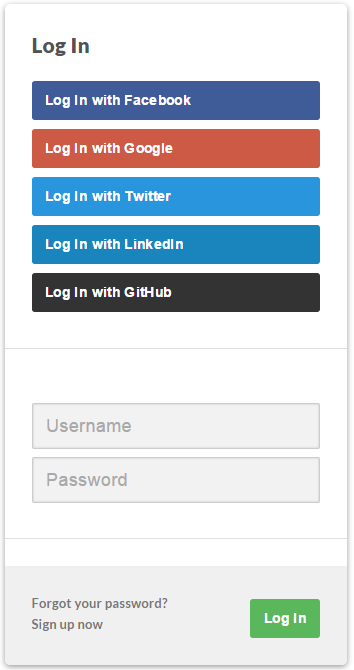 Log In
Log In with Facebook
Log In with Google
Log In with Twitter
Log In with LinkedIn
Log In with GitHub
Username
Password
Forgot your password?
Sign up now
Log In